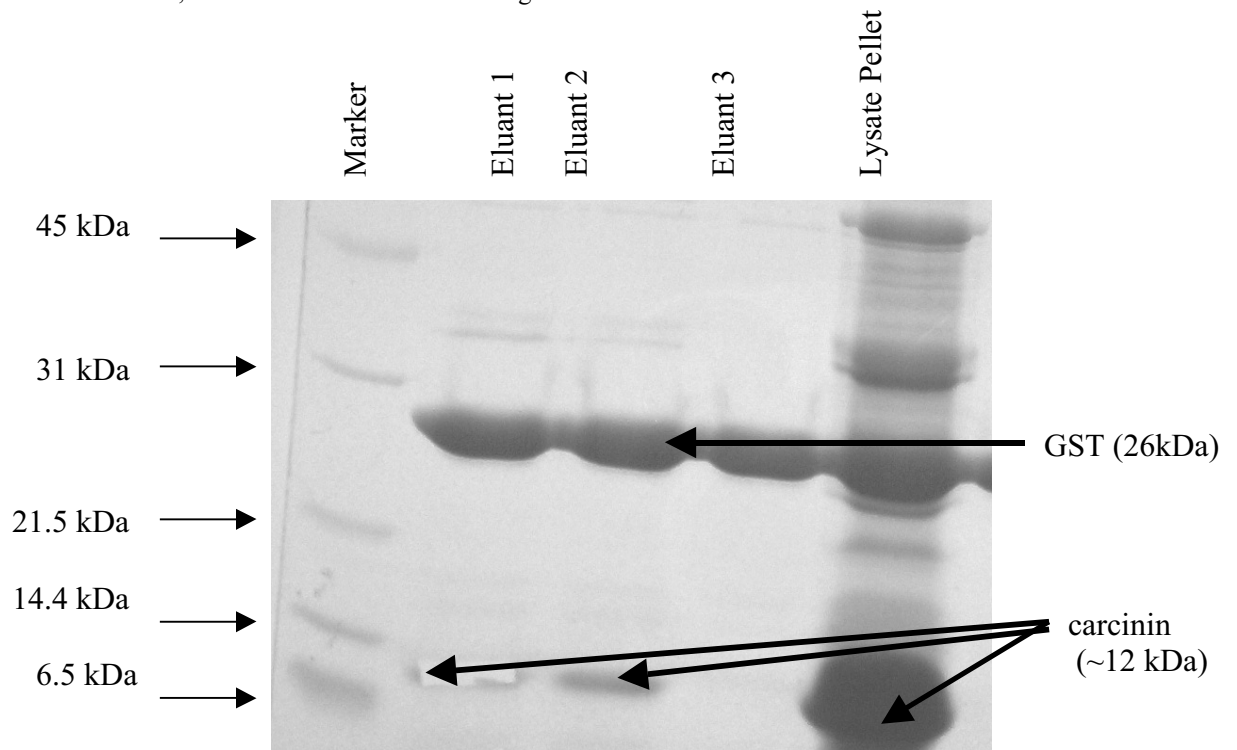 Marker
Eluant 1
Eluant 2
Eluant 3
Lysate Pellet
45 kDa
31 kDa
GST (26kDa)
21.5 kDa
14.4 kDa
carcinin
(~12 kDa)
6.5 kDa